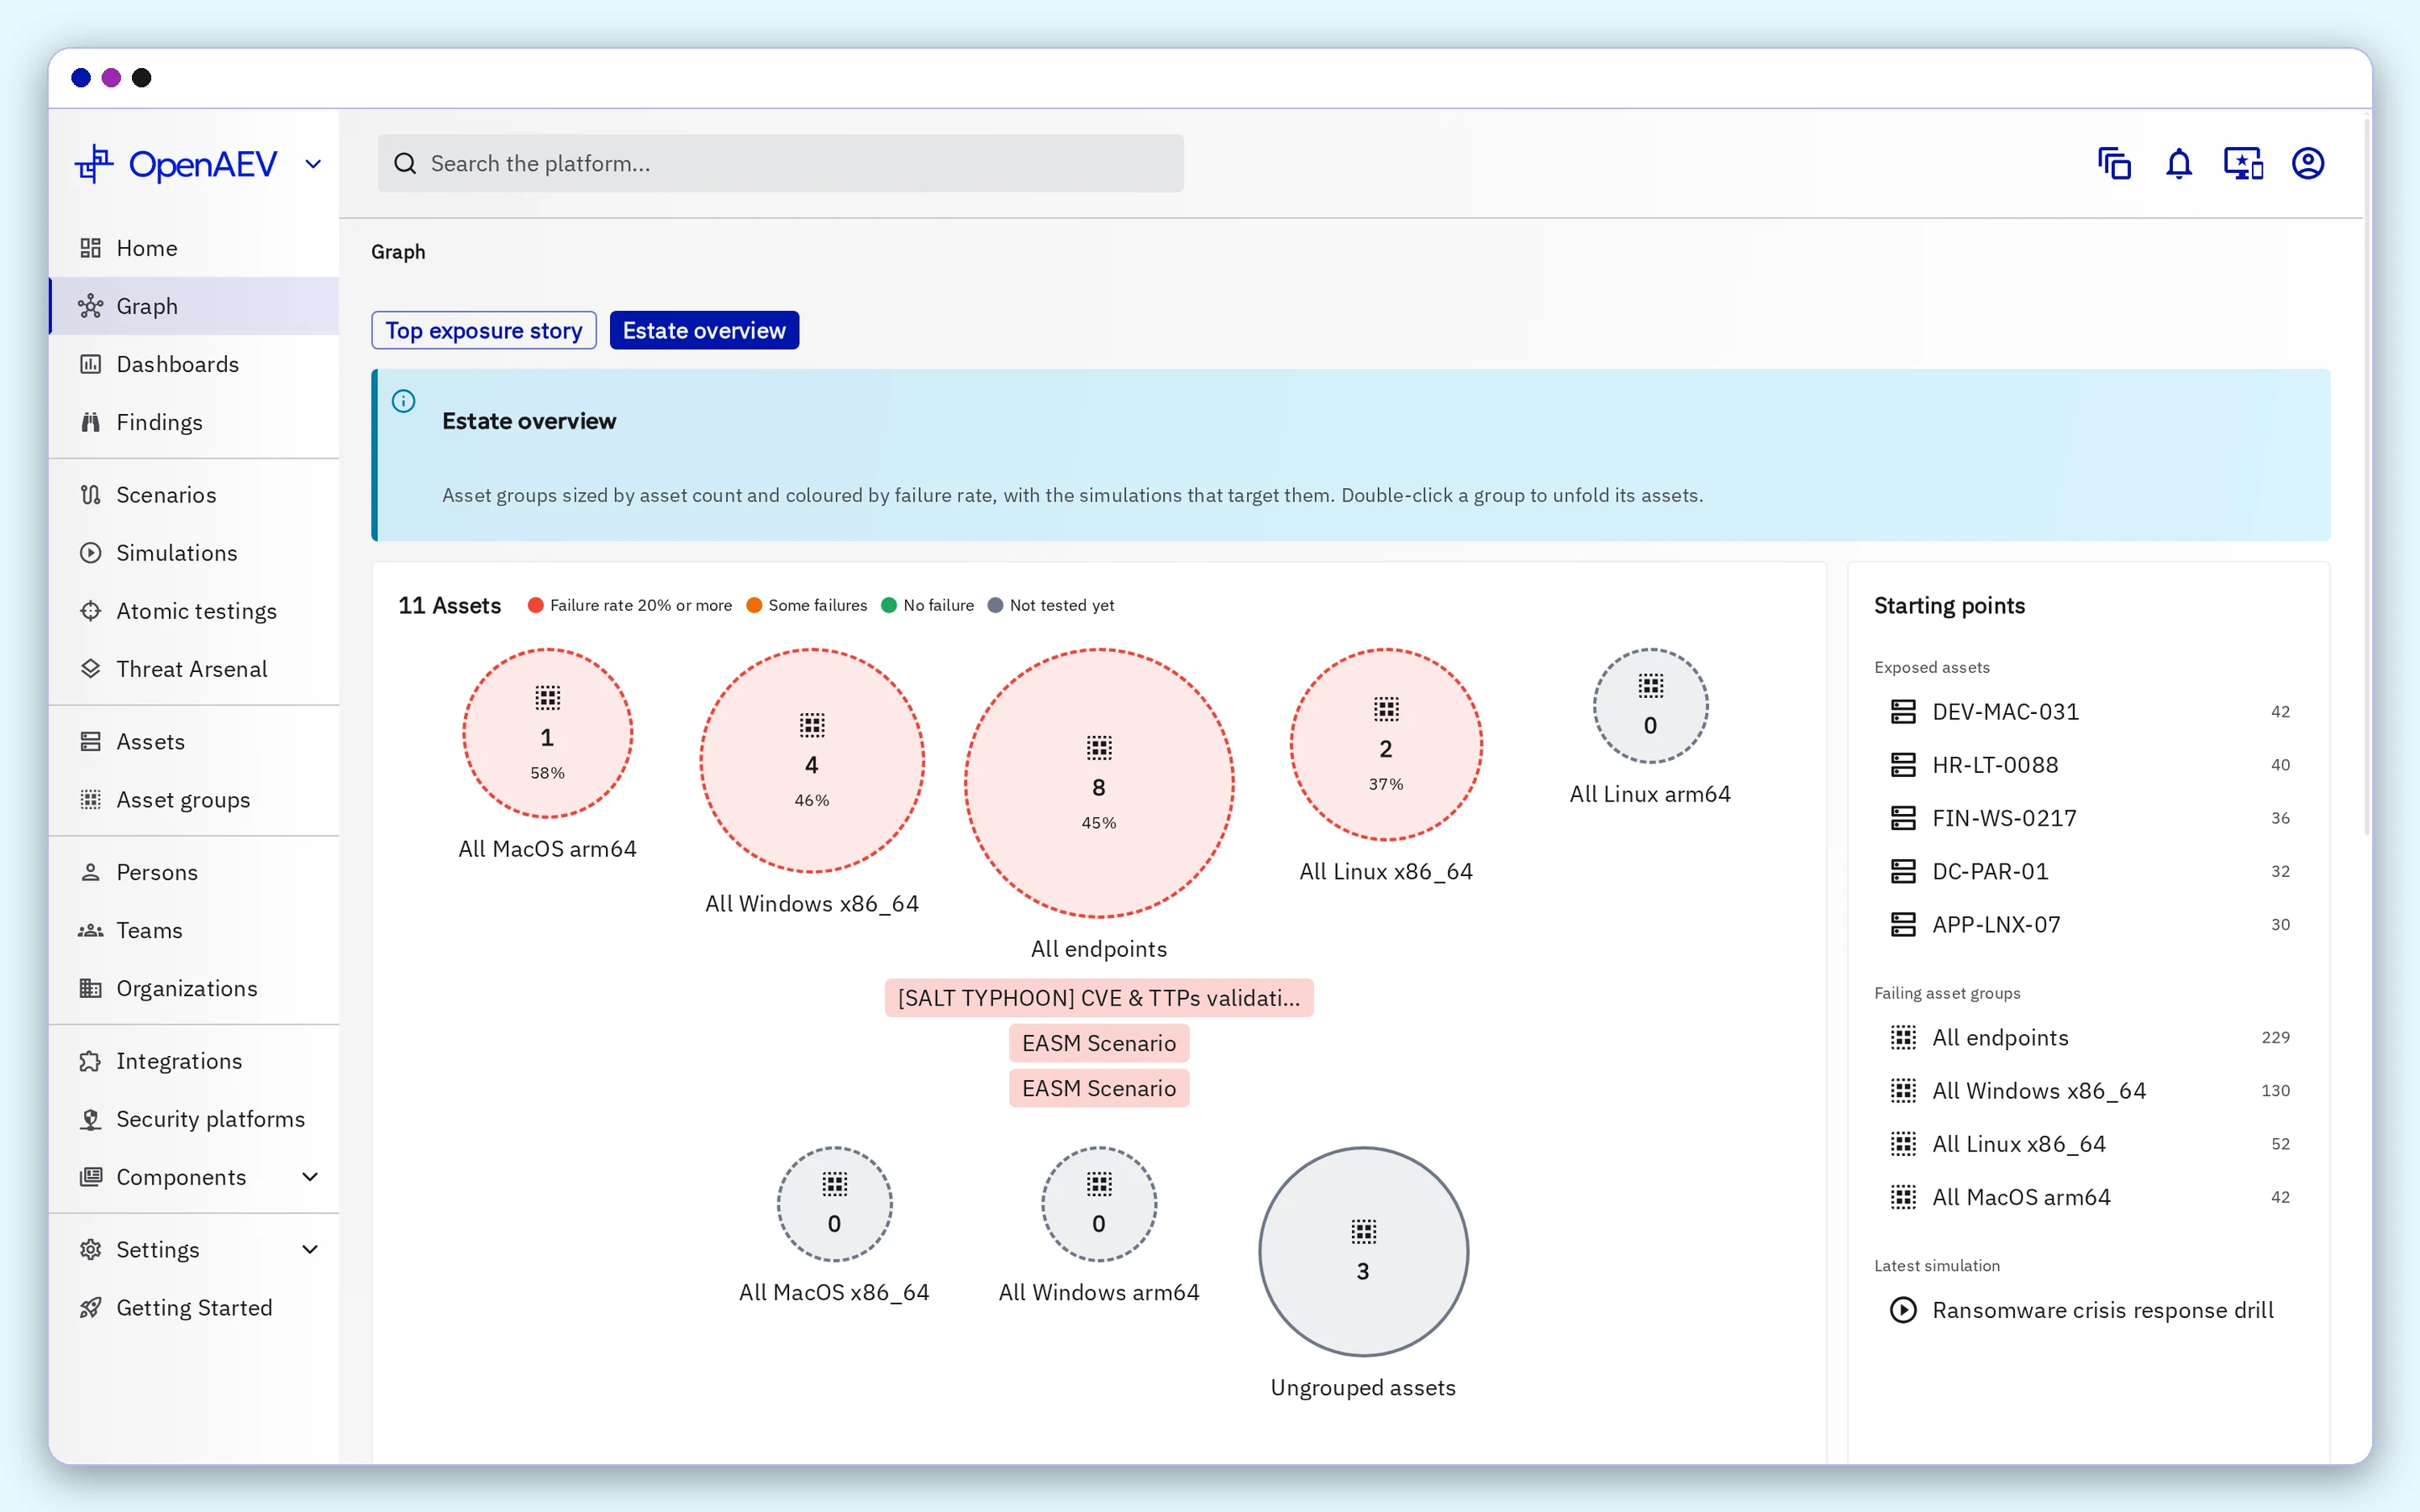 OpenAEV
Search the platform...
Home
Graph
Dashboards
Findings
Scenarios
Simulations
Atomic testings
Threat Arsenal
Assets
Asset groups
Persons
Teams
Organizations
Integrations
Security platforms
Components
Settings
Getting Started
Graph
Top exposure story
Estate overview
Estate overview
Asset groups sized by asset count and coloured by failure rate, with the simulations that target them. Double-click a group to unfold its assets.
11 Assets
Failure rate 20% or more
Some failures
No failure
Not tested yet
1
58%
All MacOS arm64
4
46%
All Windows x86_64
8
45%
All endpoints
2
37%
All Linux x86_64
0
All Linux arm64
[SALT TYPHOON] CVE & TTPs validati...
EASM Scenario
EASM Scenario
0
All MacOS x86_64
0
All Windows arm64
3
Ungrouped assets
Starting points
Exposed assets
DEV-MAC-031 42
HR-LT-0088 40
FIN-WS-0217 36
DC-PAR-01 32
APP-LNX-07 30
Failing asset groups
All endpoints 229
All Windows x86_64 130
All Linux x86_64 52
All MacOS arm64 42
Latest simulation
Ransomware crisis response drill